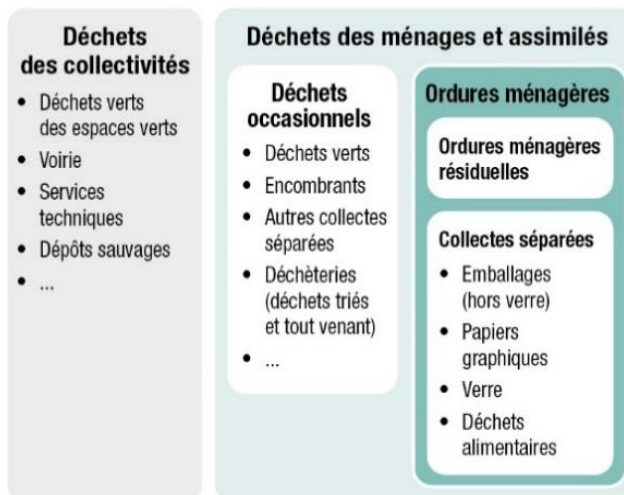 Déchets
des collectivités
• Déchets verts
des espaces verts
• Voirie
• Services
techniques
• Dépôts sauvages
• ...
Déchets des ménages et assimilés
Déchets
occasionnels
• Déchets verts
• Encombrants
• Autres collectes
séparées
• Déchèteries
(déchets triés
et tout venant)
• ...
Ordures ménagères
Ordures ménagères
résiduelles
Collectes séparées
• Emballages
(hors verre)
• Papiers
graphiques
• Verre
• Déchets
alimentaires